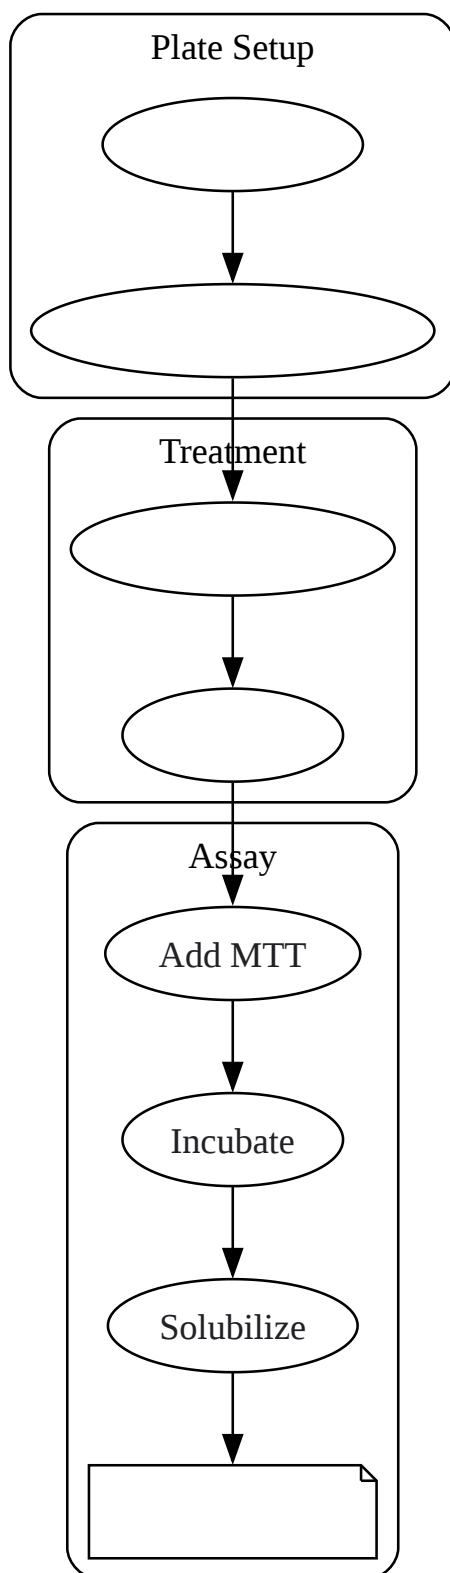 Plate Setup
Treatment
Assay
Add MTT
Incubate
Solubilize